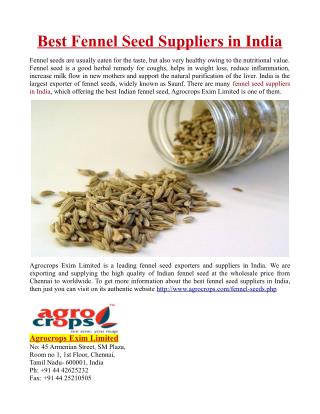 Best Fennel Seed Suppliers in India
Fennel seeds are usually eaten for the taste, but also very healthy owing to the nutritional value.
Fennel seed is a good herbal remedy for coughs, helps in weight loss, reduce inflammation,
increase milk flow in new mothers and support the natural purification of the liver. India is the
largest exporter of fennel seeds, widely known as Saunf. There are many fennel seed suppliers
in India, which offering the best Indian fennel seed, Agrocrops Exim Limited is one of them.
Agrocrops Exim Limited is a leading fennel seed exporters and suppliers in India. We are
exporting and supplying the high quality of Indian fennel seed at the wholesale price from
Chennai to worldwide. To get more information about the best fennel seed suppliers in India,
then just you can visit on its authentic website http://www.agrocrops.com/fennel-seeds.php
agro
crops
TM
Agrocrops Exim Limited
No: 45 Armenian Street, SM Plaza,
Room no 1, 1st Floor, Chennai,
Tamil Nadu- 600001, India
Ph: +91 44 42625232
Fax: +91 44 25210505